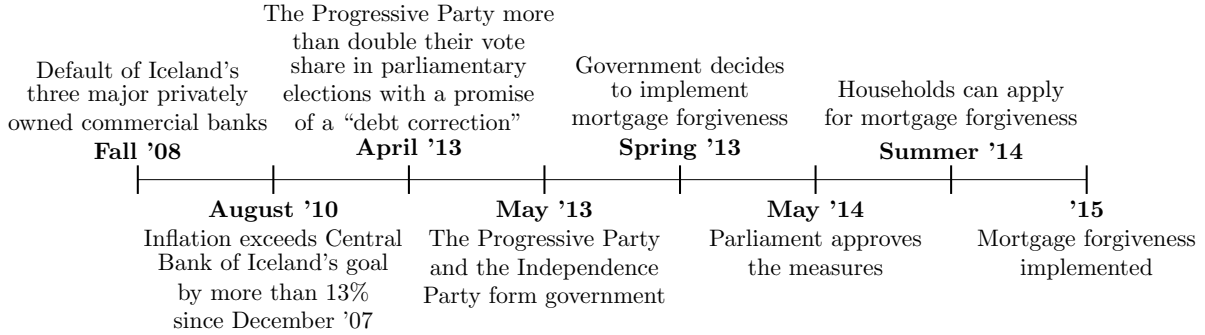 Default of Iceland's
three major privately
owned commercial banks
Fall '08
August '10
Inflation exceeds Central
Bank of Iceland's goal
by more than 13%
since December '07
The Progressive Party more
than double their vote
share in parliamentary
elections with a promise
of a “debt correction”
April '13
May '13
The Progressive Party
and the Independence
Party form government
Government decides
to implement
mortgage forgiveness
Spring '13
May '14
Parliament approves
the measures
Households can apply
for mortgage forgiveness
Summer '14
'15
Mortgage forgiveness
implemented